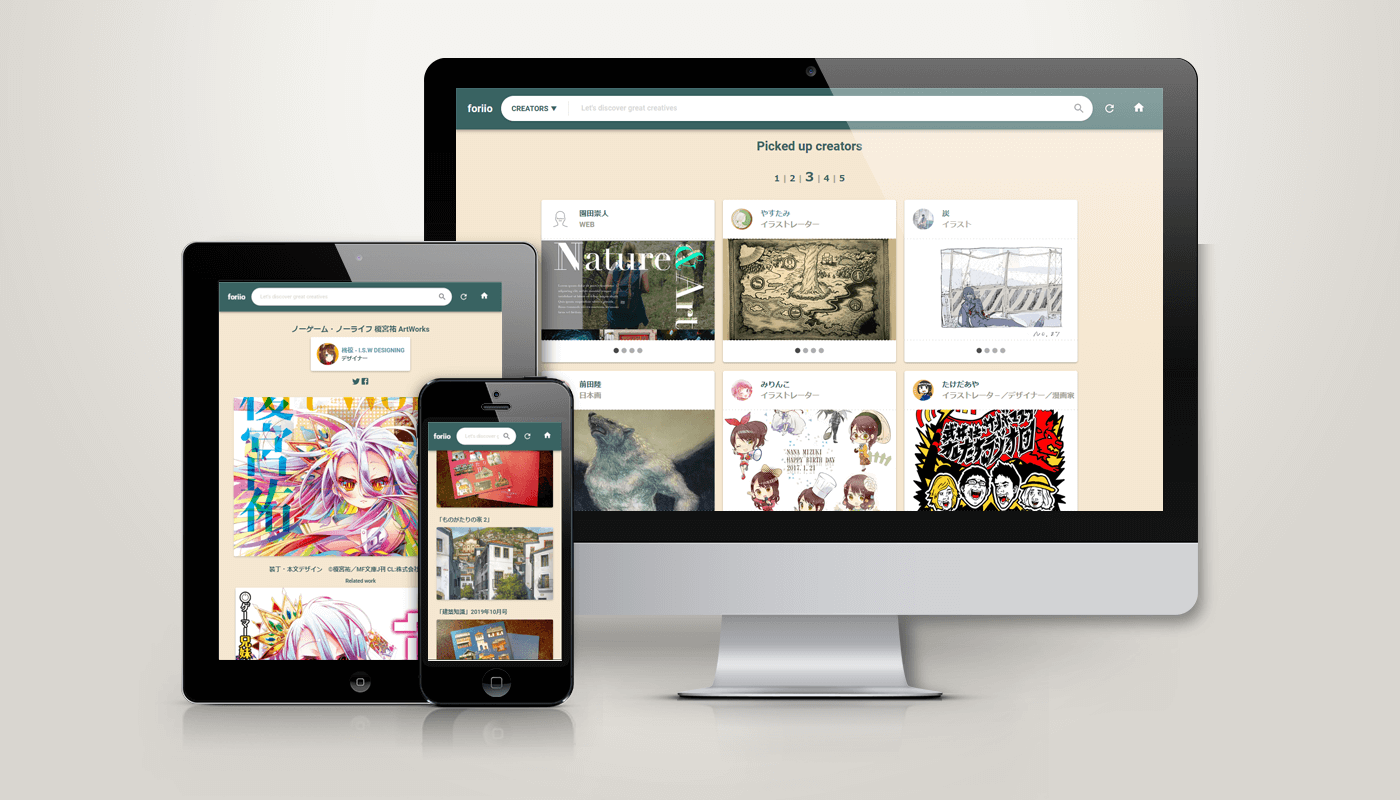 foriio
CREATORS ▼
Let's discover great creatives
Picked up creators
1 | 2 | 3 | 4 | 5
園田崇人
WEB
Nature
& Art
やすたみ
イラストレーター
炭
イラスト
前田陸
日本画
みりんこ
イラストレーター
NANA MIZUKI
HAPPY BIRTH DAY
2017.1.21
たけだあや
イラストレーター／デザイナー／漫画家
foriio
Let's discover great creatives
ノーゲーム・ノーライフ 榎宮祐 ArtWorks
柊椋 - I.S.W DESIGNING
デザイナー
榎宮祐
装丁・本文デザイン ©榎宮祐／MF文庫J刊 CL:株式会社
Related work
foriio
Let's discover g
「ものがたりの家 2」
「建築知識」2019年10月号